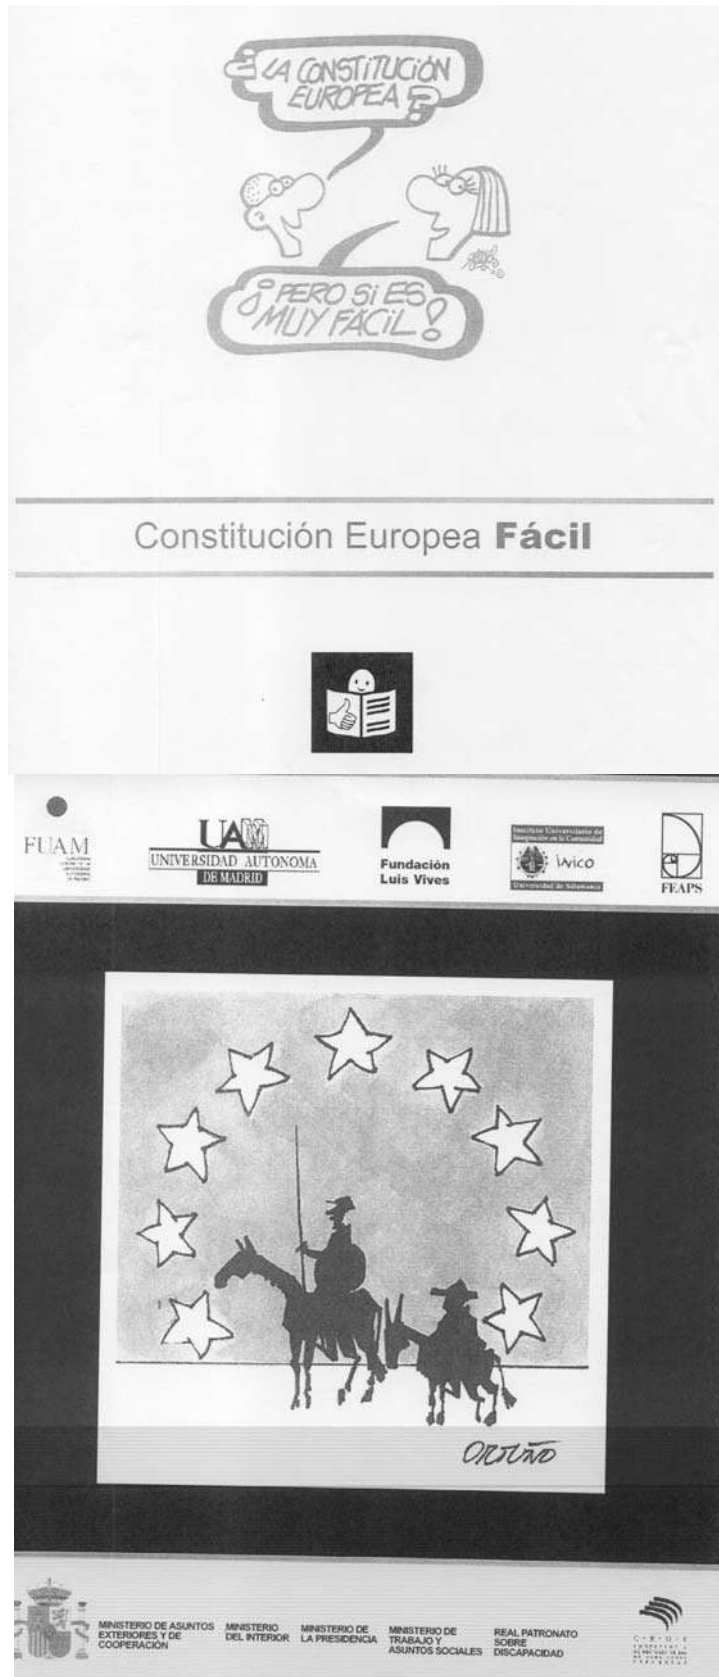 ¿LA CONSTITUCIÓN
EUROPEA?
¡PERO SI ES
MUY FÁCIL!
Constitución Europea Fácil
FUAM
UAM
UNIVERSIDAD AUTONOMA
DE MADRID
Fundación
Luis Vives
Instituto Universitario de
Integración en la Comunidad
inico
Universidad de Salamanca
FEAPS
ORTUÑO
MINISTERIO DE ASUNTOS
EXTERIORES Y DE
COOPERACIÓN
MINISTERIO
DEL INTERIOR
MINISTERIO DE
LA PRESIDENCIA
MINISTERIO DE
TRABAJO Y
ASUNTOS SOCIALES
REAL PATRONATO
SOBRE
DISCAPACIDAD